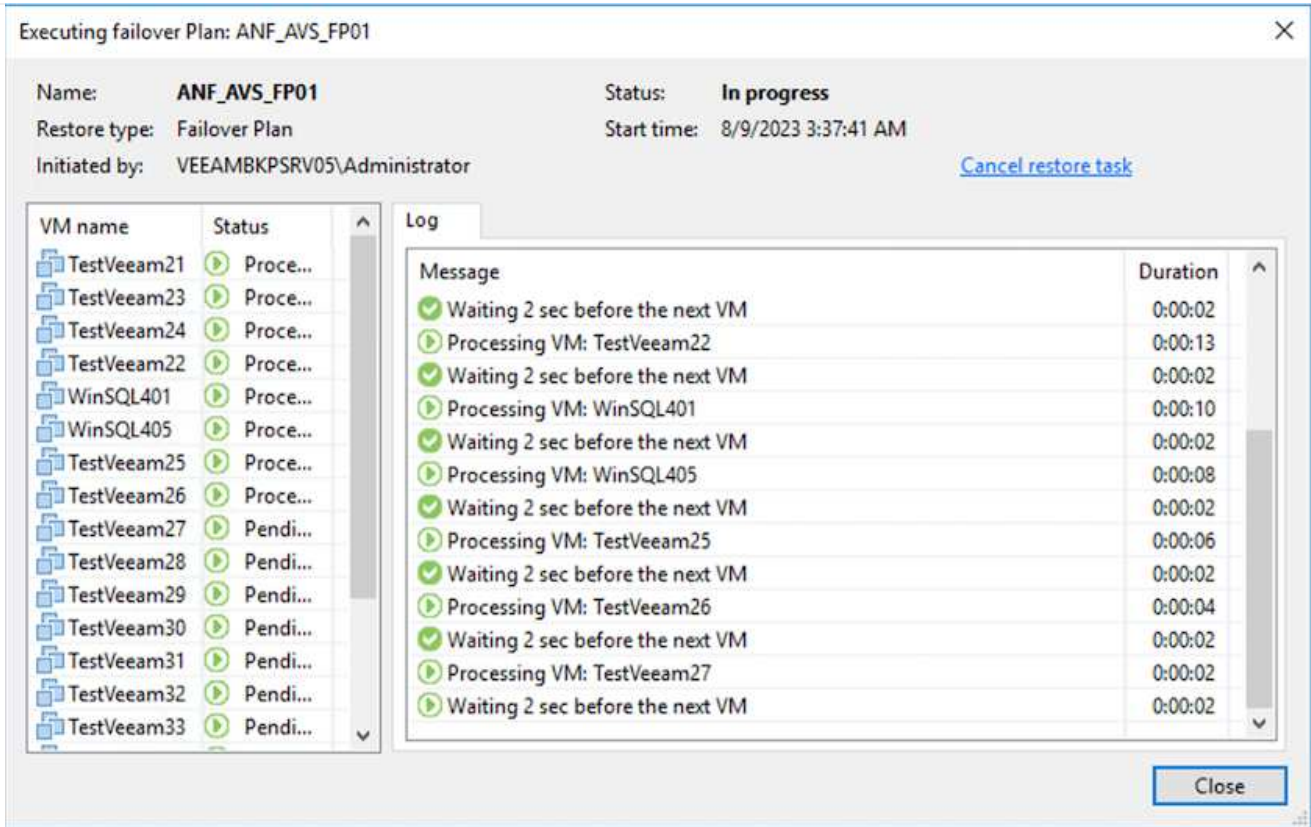 Executing failover Plan: ANF_AVS_FP01
Name: ANF_AVS_FP01 Status: In progress
Restore type: Failover Plan Start time: 8/9/2023 3:37:41 AM
Initiated by: VEEAMBKPSRV05\Administrator Cancel restore task
VM name Status
TestVeeam21 Proce...
TestVeeam23 Proce...
TestVeeam24 Proce...
TestVeeam22 Proce...
WinSQL401 Proce...
WinSQL405 Proce...
TestVeeam25 Proce...
TestVeeam26 Proce...
TestVeeam27 Pendi...
TestVeeam28 Pendi...
TestVeeam29 Pendi...
TestVeeam30 Pendi...
TestVeeam31 Pendi...
TestVeeam32 Pendi...
TestVeeam33 Pendi...
Log
Message Duration
Waiting 2 sec before the next VM 0:00:02
Processing VM: TestVeeam22 0:00:13
Waiting 2 sec before the next VM 0:00:02
Processing VM: WinSQL401 0:00:10
Waiting 2 sec before the next VM 0:00:02
Processing VM: WinSQL405 0:00:08
Waiting 2 sec before the next VM 0:00:02
Processing VM: TestVeeam25 0:00:06
Waiting 2 sec before the next VM 0:00:02
Processing VM: TestVeeam26 0:00:04
Waiting 2 sec before the next VM 0:00:02
Processing VM: TestVeeam27 0:00:02
Waiting 2 sec before the next VM 0:00:02
Close